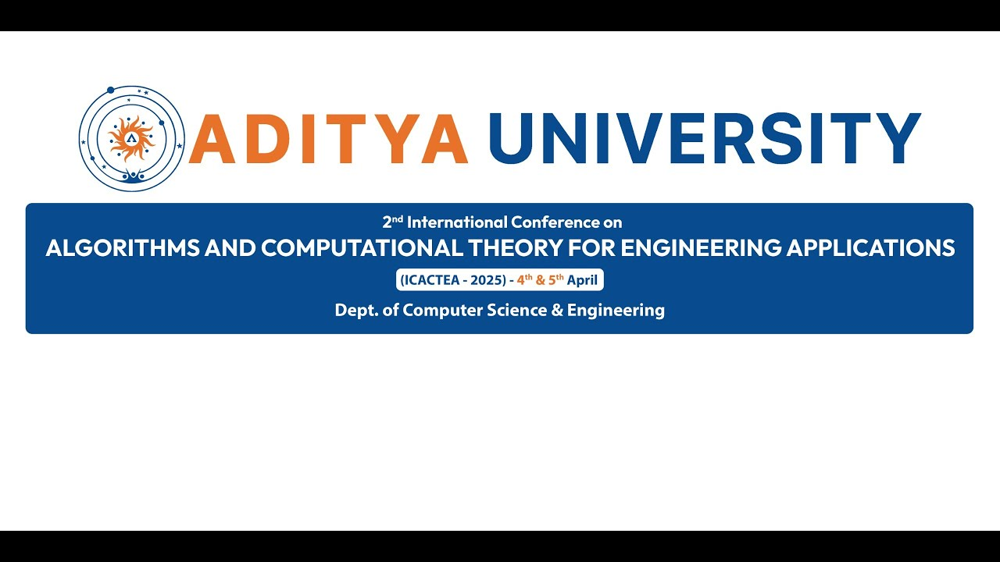 ADITYA UNIVERSITY
2nd International Conference on
ALGORITHMS AND COMPUTATIONAL THEORY FOR ENGINEERING APPLICATIONS
(ICACTEA - 2025) - 4th & 5th April
Dept. of Computer Science & Engineering